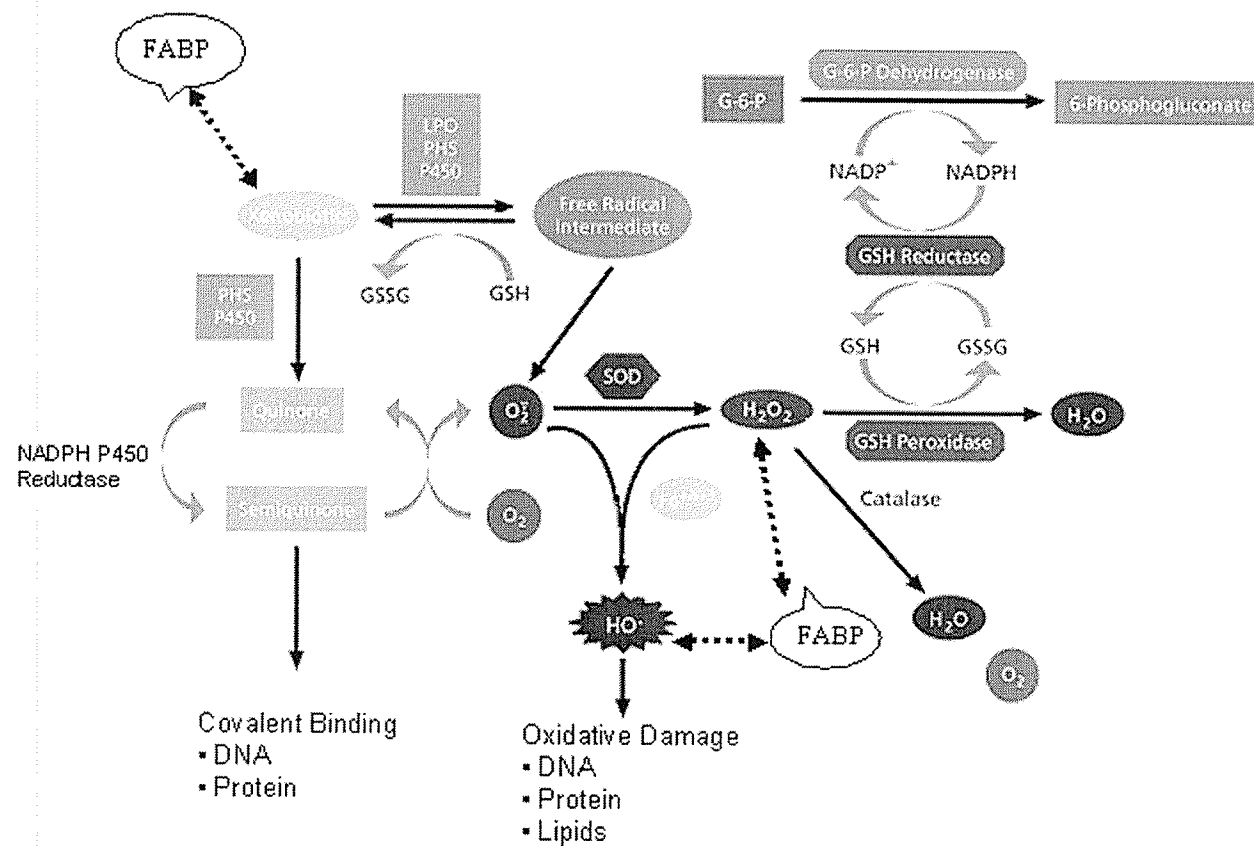 FABP
G-6-P Dehydrogenase
G-6-P
6-Phosphogluconate
LPO
PHS
P450
NADP+
NADPH
Xenobiotic
Free Radical
Intermediate
GSH Reductase
GSSG
GSH
PHS
P450
GSH
GSSG
SOD
Quinone
O2-
H2O2
H2O
GSH Peroxidase
NADPH P450
Reductase
Catalase
Semiquinone
O2
HO•
FABP
H2O
O2
Covalent Binding
▪ DNA
▪ Protein
Oxidative Damage
▪ DNA
▪ Protein
▪ Lipids